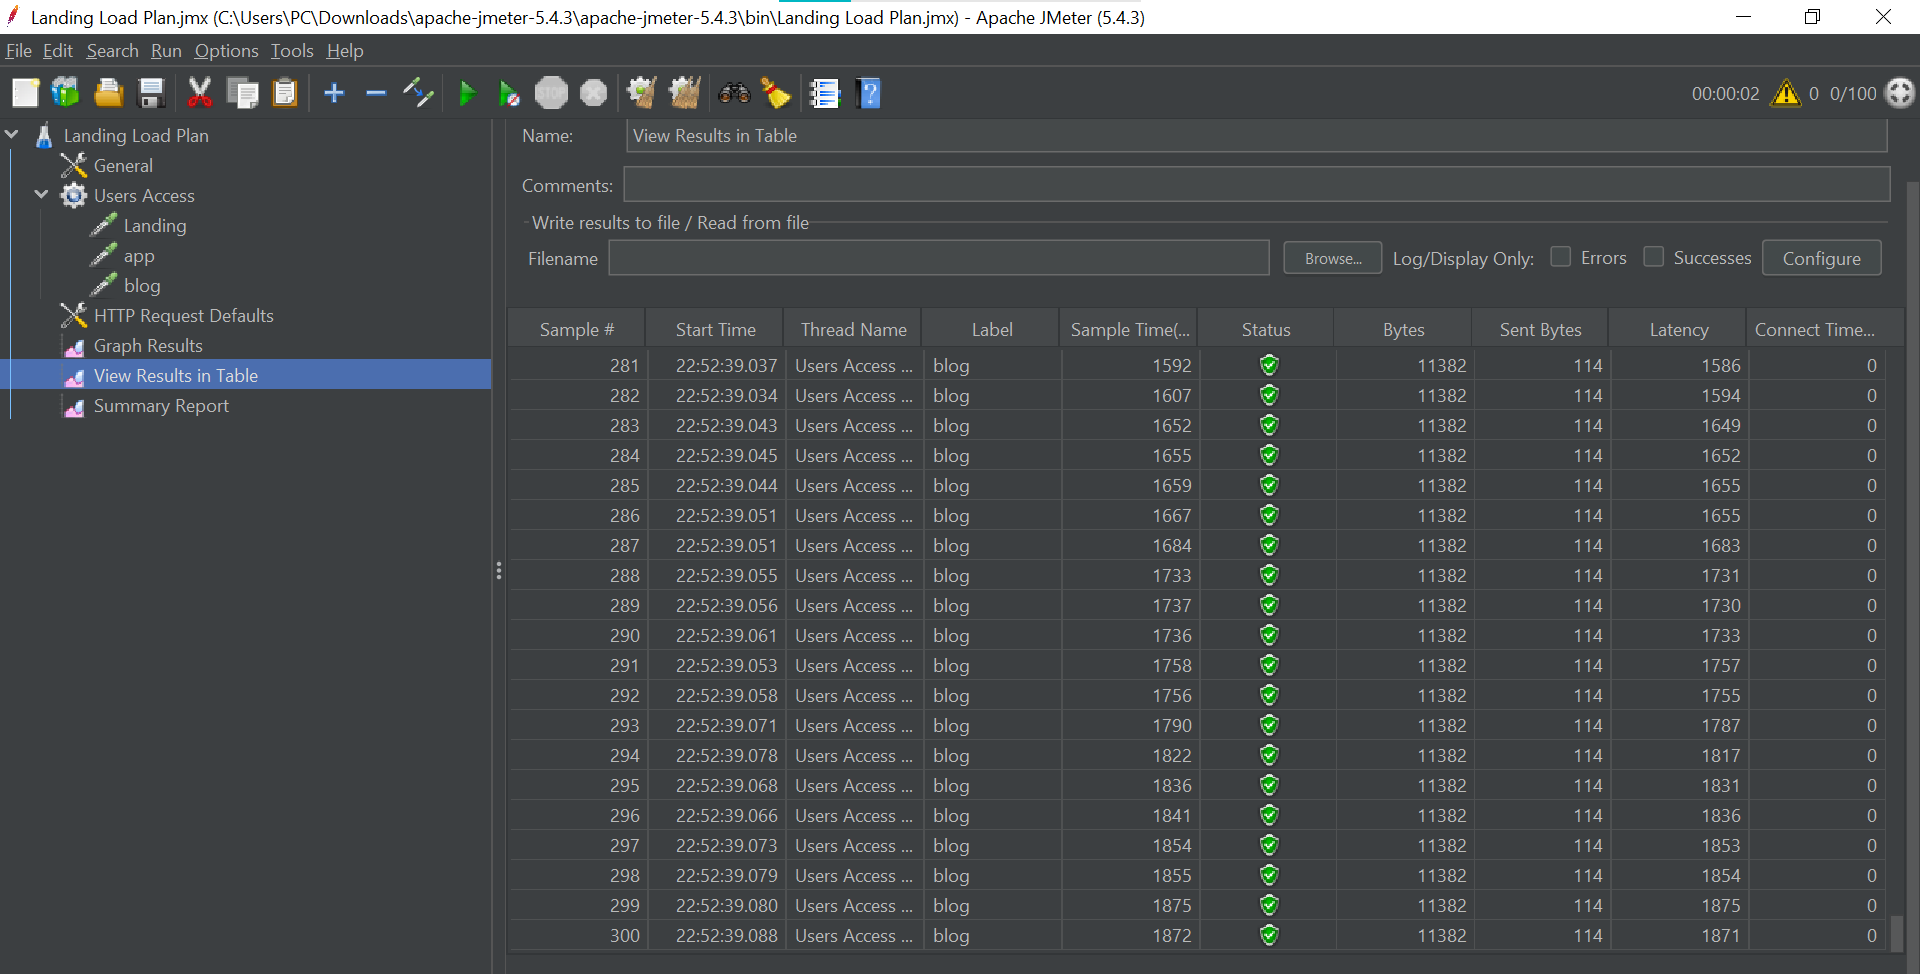 Landing Load Plan.jmx (C:\Users\PC\Downloads\apache-jmeter-5.4.3\apache-jmeter-5.4.3\bin\Landing Load Plan.jmx) - Apache JMeter (5.4.3)
File Edit Search Run Options Tools Help
STOP 00:00:02 0 0/100
Landing Load Plan
General
Users Access
Landing
app
blog
HTTP Request Defaults
Graph Results
View Results in Table
Summary Report
Name: View Results in Table
Comments:
Write results to file / Read from file
Filename Browse... Log/Display Only: Errors Successes Configure
Sample # Start Time Thread Name Label Sample Time(... Status Bytes Sent Bytes Latency Connect Time...
281 22:52:39.037 Users Access ... blog 1592 11382 114 1586 0
282 22:52:39.034 Users Access ... blog 1607 11382 114 1594 0
283 22:52:39.043 Users Access ... blog 1652 11382 114 1649 0
284 22:52:39.045 Users Access ... blog 1655 11382 114 1652 0
285 22:52:39.044 Users Access ... blog 1659 11382 114 1655 0
286 22:52:39.051 Users Access ... blog 1667 11382 114 1655 0
287 22:52:39.051 Users Access ... blog 1684 11382 114 1683 0
288 22:52:39.055 Users Access ... blog 1733 11382 114 1731 0
289 22:52:39.056 Users Access ... blog 1737 11382 114 1730 0
290 22:52:39.061 Users Access ... blog 1736 11382 114 1733 0
291 22:52:39.053 Users Access ... blog 1758 11382 114 1757 0
292 22:52:39.058 Users Access ... blog 1756 11382 114 1755 0
293 22:52:39.071 Users Access ... blog 1790 11382 114 1787 0
294 22:52:39.078 Users Access ... blog 1822 11382 114 1817 0
295 22:52:39.068 Users Access ... blog 1836 11382 114 1831 0
296 22:52:39.066 Users Access ... blog 1841 11382 114 1836 0
297 22:52:39.073 Users Access ... blog 1854 11382 114 1853 0
298 22:52:39.079 Users Access ... blog 1855 11382 114 1854 0
299 22:52:39.080 Users Access ... blog 1875 11382 114 1875 0
300 22:52:39.088 Users Access ... blog 1872 11382 114 1871 0